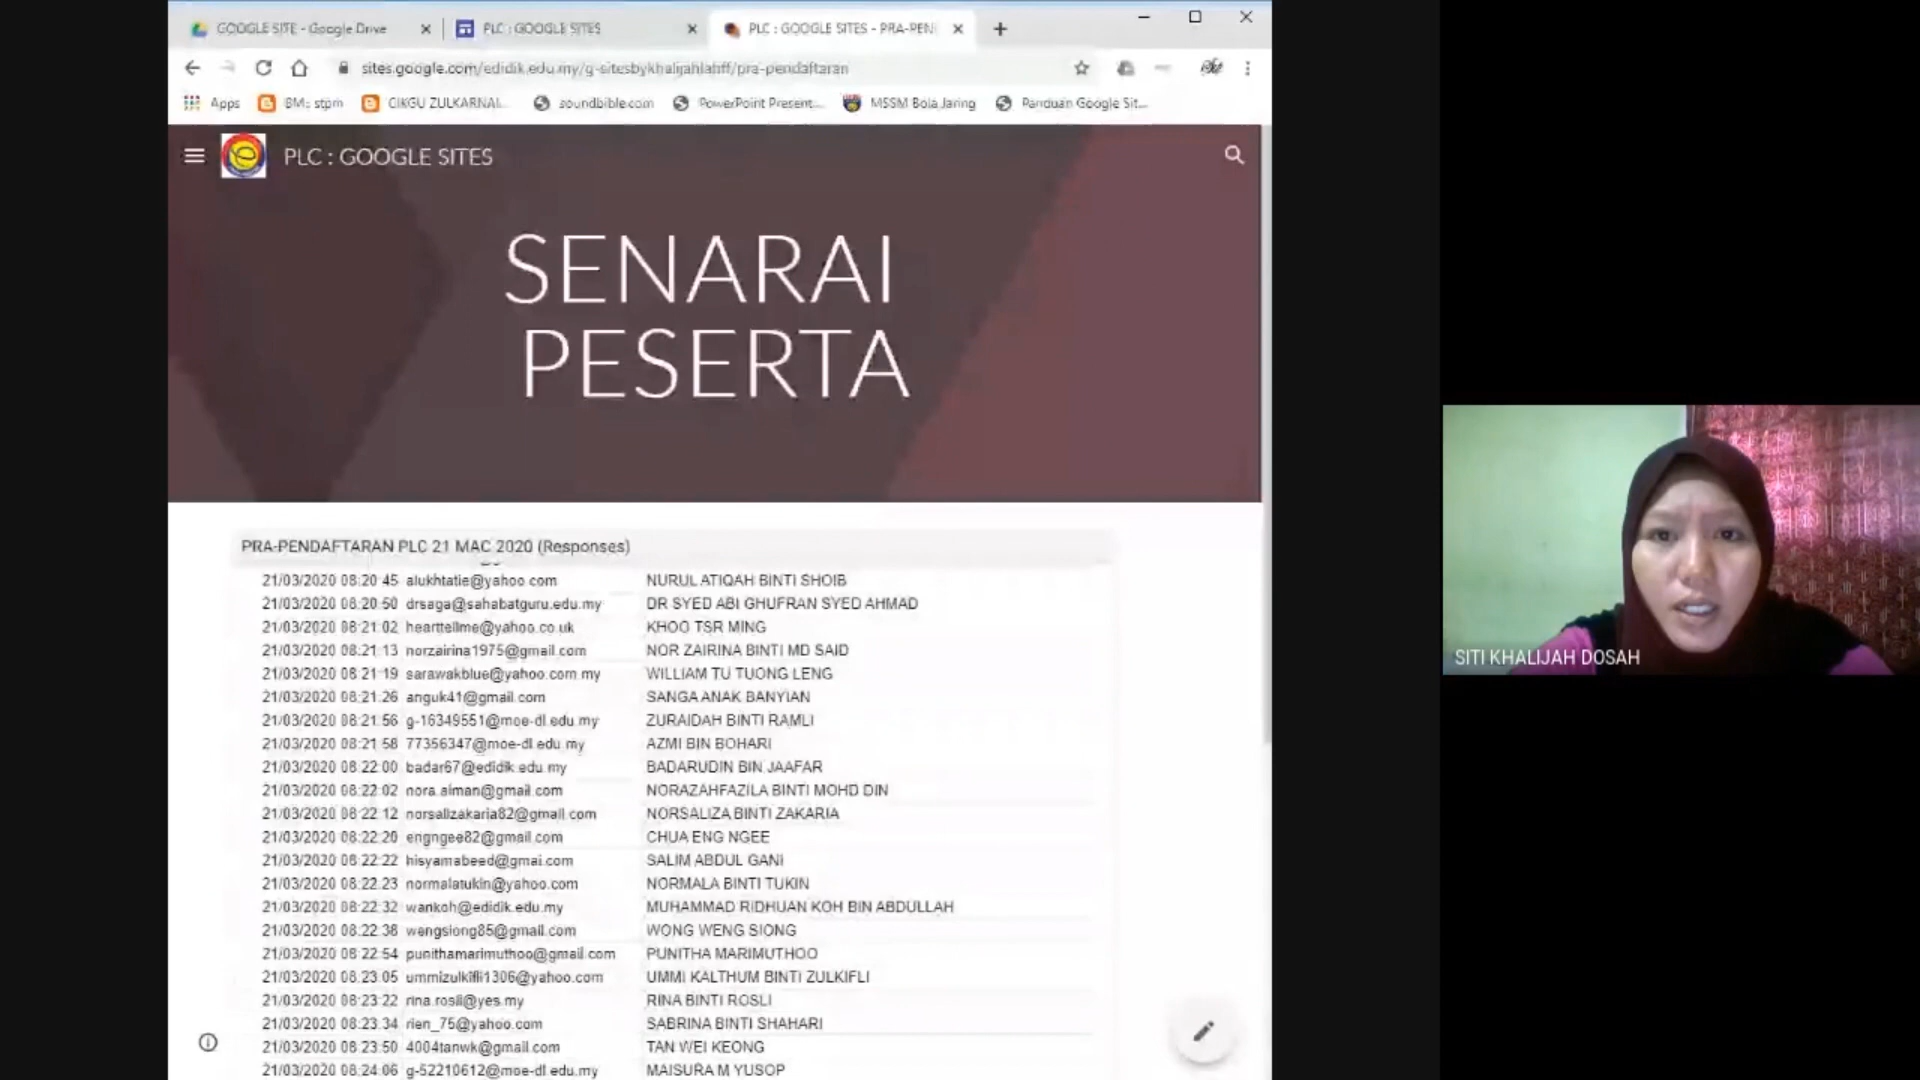 GOOGLE SITE - Google Drive
PLC : GOOGLE SITES
PLC : GOOGLE SITES - PRA-PEN
sites.google.com/edidik.edu.my/g-sitesbykhalijahlatiff/pra-pendaftaran
Apps
BM: stpm
CIKGU ZULKARNAI...
soundbible.com
PowerPoint Present...
MSSM Bola Jaring
Panduan Google Sit...
PLC : GOOGLE SITES
SENARAI
PESERTA
PRA-PENDAFTARAN PLC 21 MAC 2020 (Responses)
21/03/2020 08:20:45 alukhtatie@yahoo.com NURUL ATIQAH BINTI SHOIB
21/03/2020 08:20:50 drsaga@sahabatguru.edu.my DR SYED ABI GHUFRAN SYED AHMAD
21/03/2020 08:21:02 hearttellme@yahoo.co.uk KHOO TSR MING
21/03/2020 08:21:13 norzairina1975@gmail.com NOR ZAIRINA BINTI MD SAID
21/03/2020 08:21:19 sarawakblue@yahoo.com.my WILLIAM TU TUONG LENG
21/03/2020 08:21:26 anguk41@gmail.com SANGA ANAK BANYIAN
21/03/2020 08:21:56 g-16349551@moe-dl.edu.my ZURAIDAH BINTI RAMLI
21/03/2020 08:21:58 77356347@moe-dl.edu.my AZMI BIN BOHARI
21/03/2020 08:22:00 badar67@edidik.edu.my BADARUDIN BIN JAAFAR
21/03/2020 08:22:02 nora.aiman@gmail.com NORAZAHFAZILA BINTI MOHD DIN
21/03/2020 08:22:12 norsalizakaria82@gmail.com NORSALIZA BINTI ZAKARIA
21/03/2020 08:22:20 engngee82@gmail.com CHUA ENG NGEE
21/03/2020 08:22:22 hisyamabeed@gmai.com SALIM ABDUL GANI
21/03/2020 08:22:23 normalatukin@yahoo.com NORMALA BINTI TUKIN
21/03/2020 08:22:32 wankoh@edidik.edu.my MUHAMMAD RIDHUAN KOH BIN ABDULLAH
21/03/2020 08:22:38 wengsiong85@gmail.com WONG WENG SIONG
21/03/2020 08:22:54 punithamarimuthoo@gmail.com PUNITHA MARIMUTHOO
21/03/2020 08:23:05 ummizulkifli1306@yahoo.com UMMI KALTHUM BINTI ZULKIFLI
21/03/2020 08:23:22 rina.rosli@yes.my RINA BINTI ROSLI
21/03/2020 08:23:34 rien_75@yahoo.com SABRINA BINTI SHAHARI
21/03/2020 08:23:50 4004tanwk@gmail.com TAN WEI KEONG
21/03/2020 08:24:06 g-52210612@moe-dl.edu.my MAISURA M YUSOP
SITI KHALIJAH DOSAH